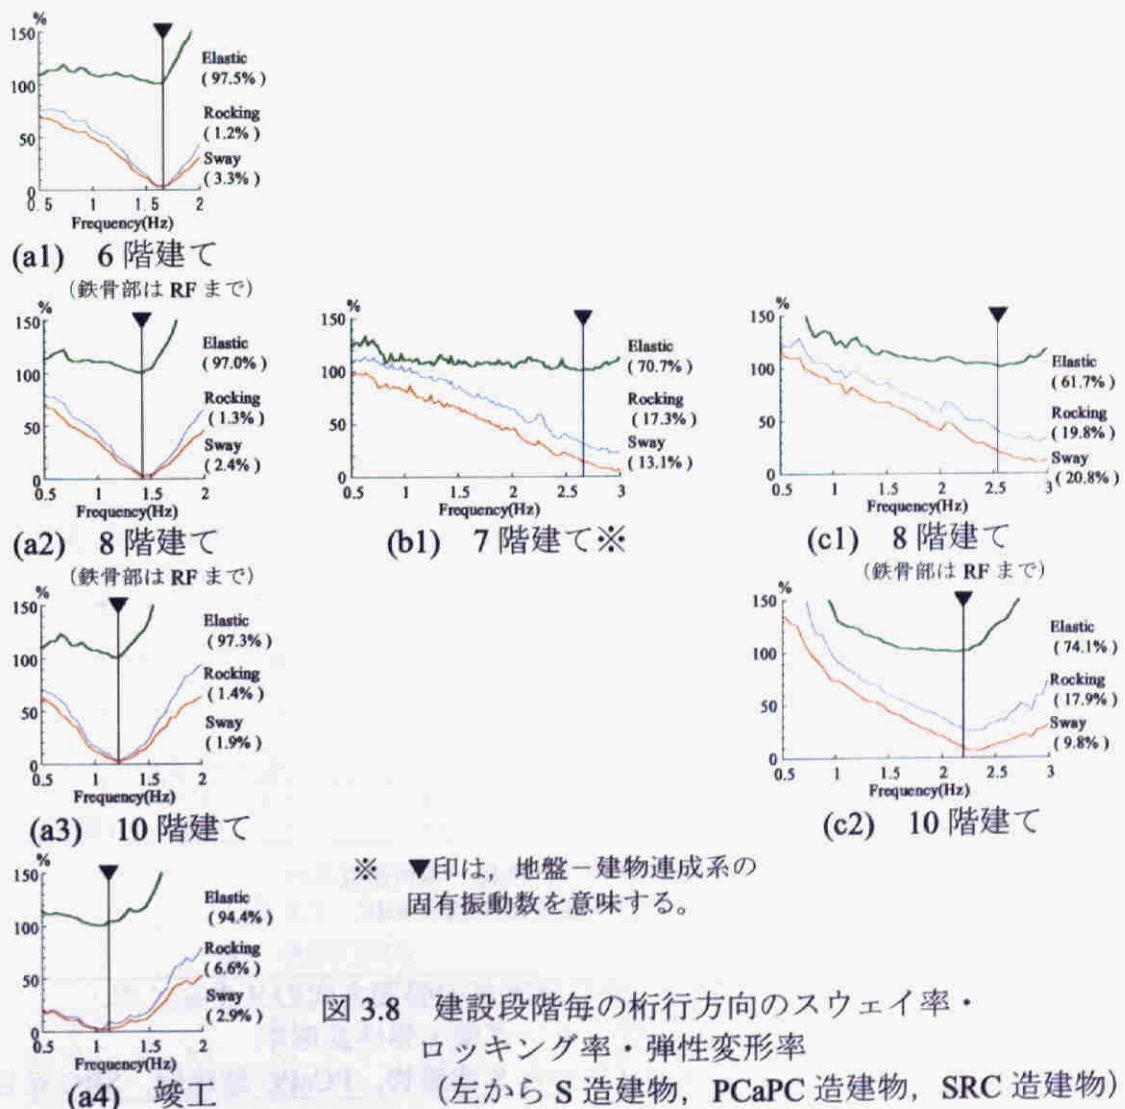 %
150
100
50
0
0.5 1 1.5 2
Frequency(Hz)
Elastic
( 97.5% )
Rocking
( 1.2% )
Sway
( 3.3% )
(a1) 6 階建て
(鉄骨部は RF まで)
%
150
100
50
0
0.5 1 1.5 2
Frequency(Hz)
Elastic
( 97.0% )
Rocking
( 1.3% )
Sway
( 2.4% )
(a2) 8 階建て
(鉄骨部は RF まで)
%
150
100
50
0
0.5 1 1.5 2 2.5 3
Frequency(Hz)
Elastic
( 70.7% )
Rocking
( 17.3% )
Sway
( 13.1% )
(b1) 7 階建て※
%
150
100
50
0
0.5 1 1.5 2 2.5 3
Frequency(Hz)
Elastic
( 61.7% )
Rocking
( 19.8% )
Sway
( 20.8% )
(c1) 8 階建て
(鉄骨部は RF まで)
%
150
100
50
0
0.5 1 1.5 2
Frequency(Hz)
Elastic
( 97.3% )
Rocking
( 1.4% )
Sway
( 1.9% )
(a3) 10 階建て
%
150
100
50
0
0.5 1 1.5 2 2.5 3
Frequency(Hz)
Elastic
( 74.1% )
Rocking
(17.9% )
Sway
( 9.8% )
(c2) 10 階建て
%
150
100
50
0
0.5 1 1.5 2
Frequency(Hz)
Elastic
( 94.4% )
Rocking
( 6.6% )
Sway
( 2.9% )
(a4) 竣工
※ ▼印は，地盤－建物連成系の
固有振動数を意味する。
図 3.8 建設段階毎の桁行方向のスウェイ率・
ロッキング率・弾性変形率
(左から S 造建物，PCaPC 造建物，SRC 造建物)